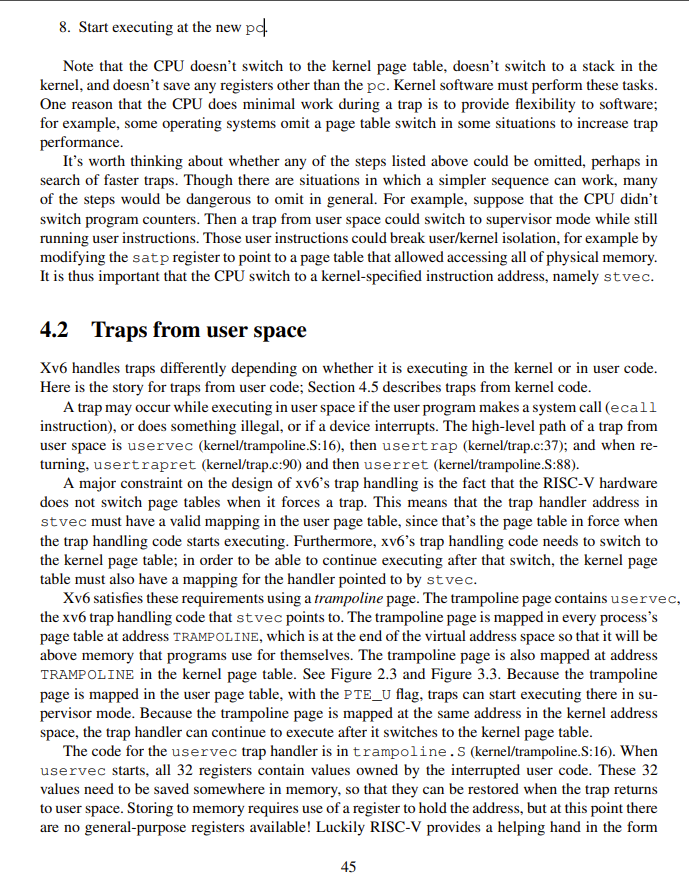 8. Start executing at the new pc.
Note that the CPU doesn't switch to the kernel page table, doesn't switch to a stack in the
kernel, and doesn't save any registers other than the pc. Kernel software must perform these tasks.
One reason that the CPU does minimal work during a trap is to provide flexibility to software;
for example, some operating systems omit a page table switch in some situations to increase trap
performance.
It's worth thinking about whether any of the steps listed above could be omitted, perhaps in
search of faster traps. Though there are situations in which a simpler sequence can work, many
of the steps would be dangerous to omit in general. For example, suppose that the CPU didn't
switch program counters. Then a trap from user space could switch to supervisor mode while still
running user instructions. Those user instructions could break user/kernel isolation, for example by
modifying the satp register to point to a page table that allowed accessing all of physical memory.
It is thus important that the CPU switch to a kernel-specified instruction address, namely stvec.
4.2 Traps from user space
Xv6 handles traps differently depending on whether it is executing in the kernel or in user code.
Here is the story for traps from user code; Section 4.5 describes traps from kernel code.
A trap may occur while executing in user space if the user program makes a system call (ecall
instruction), or does something illegal, or if a device interrupts. The high-level path of a trap from
user space is uservec (kernel/trampoline.S:16), then usertrap (kernel/trap.c:37); and when re-
turning, usertrapret (kernel/trap.c:90) and then userret (kernel/trampoline.S:88).
A major constraint on the design of xv6's trap handling is the fact that the RISC-V hardware
does not switch page tables when it forces a trap. This means that the trap handler address in
stvec must have a valid mapping in the user page table, since that's the page table in force when
the trap handling code starts executing. Furthermore, xv6's trap handling code needs to switch to
the kernel page table; in order to be able to continue executing after that switch, the kernel page
table must also have a mapping for the handler pointed to by stvec.
Xv6 satisfies these requirements using a trampoline page. The trampoline page contains uservec,
the xv6 trap handling code that stvec points to. The trampoline page is mapped in every process's
page table at address TRAMPOLINE, which is at the end of the virtual address space so that it will be
above memory that programs use for themselves. The trampoline page is also mapped at address
TRAMPOLINE in the kernel page table. See Figure 2.3 and Figure 3.3. Because the trampoline
page is mapped in the user page table, with the PTE_U flag, traps can start executing there in su-
pervisor mode. Because the trampoline page is mapped at the same address in the kernel address
space, the trap handler can continue to execute after it switches to the kernel page table.
The code for the uservec trap handler is in trampoline.S (kernel/trampoline.S:16). When
uservec starts, all 32 registers contain values owned by the interrupted user code. These 32
values need to be saved somewhere in memory, so that they can be restored when the trap returns
to user space. Storing to memory requires use of a register to hold the address, but at this point there
are no general-purpose registers available! Luckily RISC-V provides a helping hand in the form
45